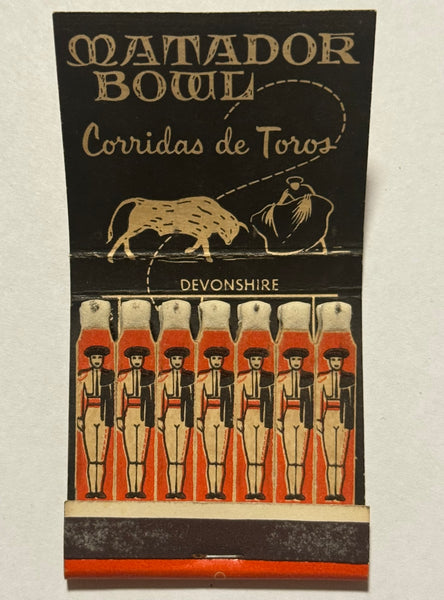 MATADOR
BOWL
Corridas de Toros
DEVONSHIRE